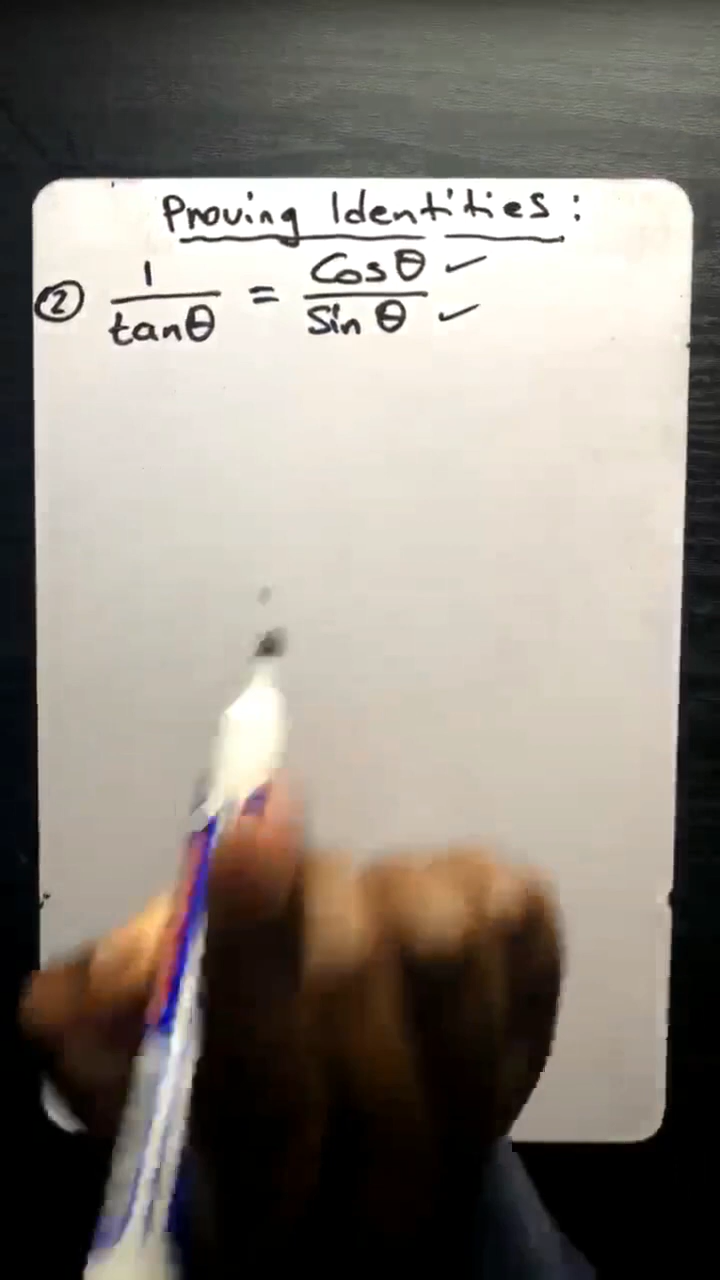 Proving Identities :
② 1/tanθ = Cosθ/Sinθ ✓ ✓